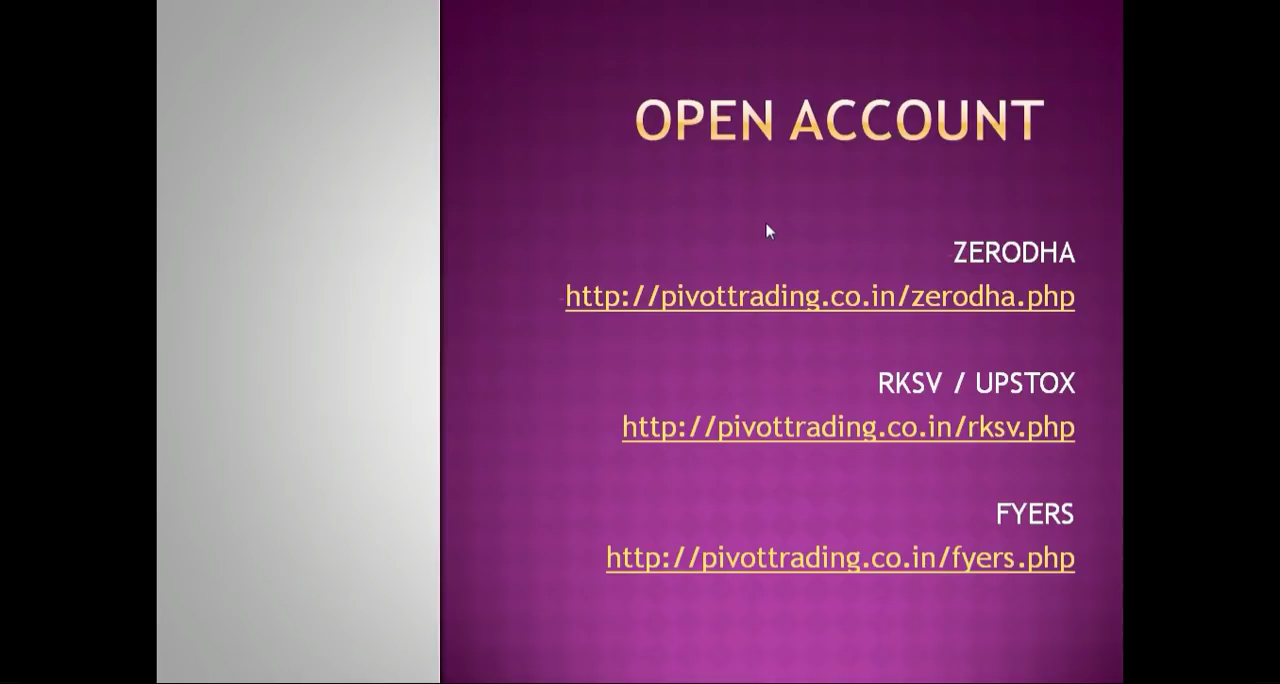 OPEN ACCOUNT
ZERODHA
http://pivottrading.co.in/zerodha.php
RKSV / UPSTOX
http://pivottrading.co.in/rksv.php
FYERS
http://pivottrading.co.in/fyers.php